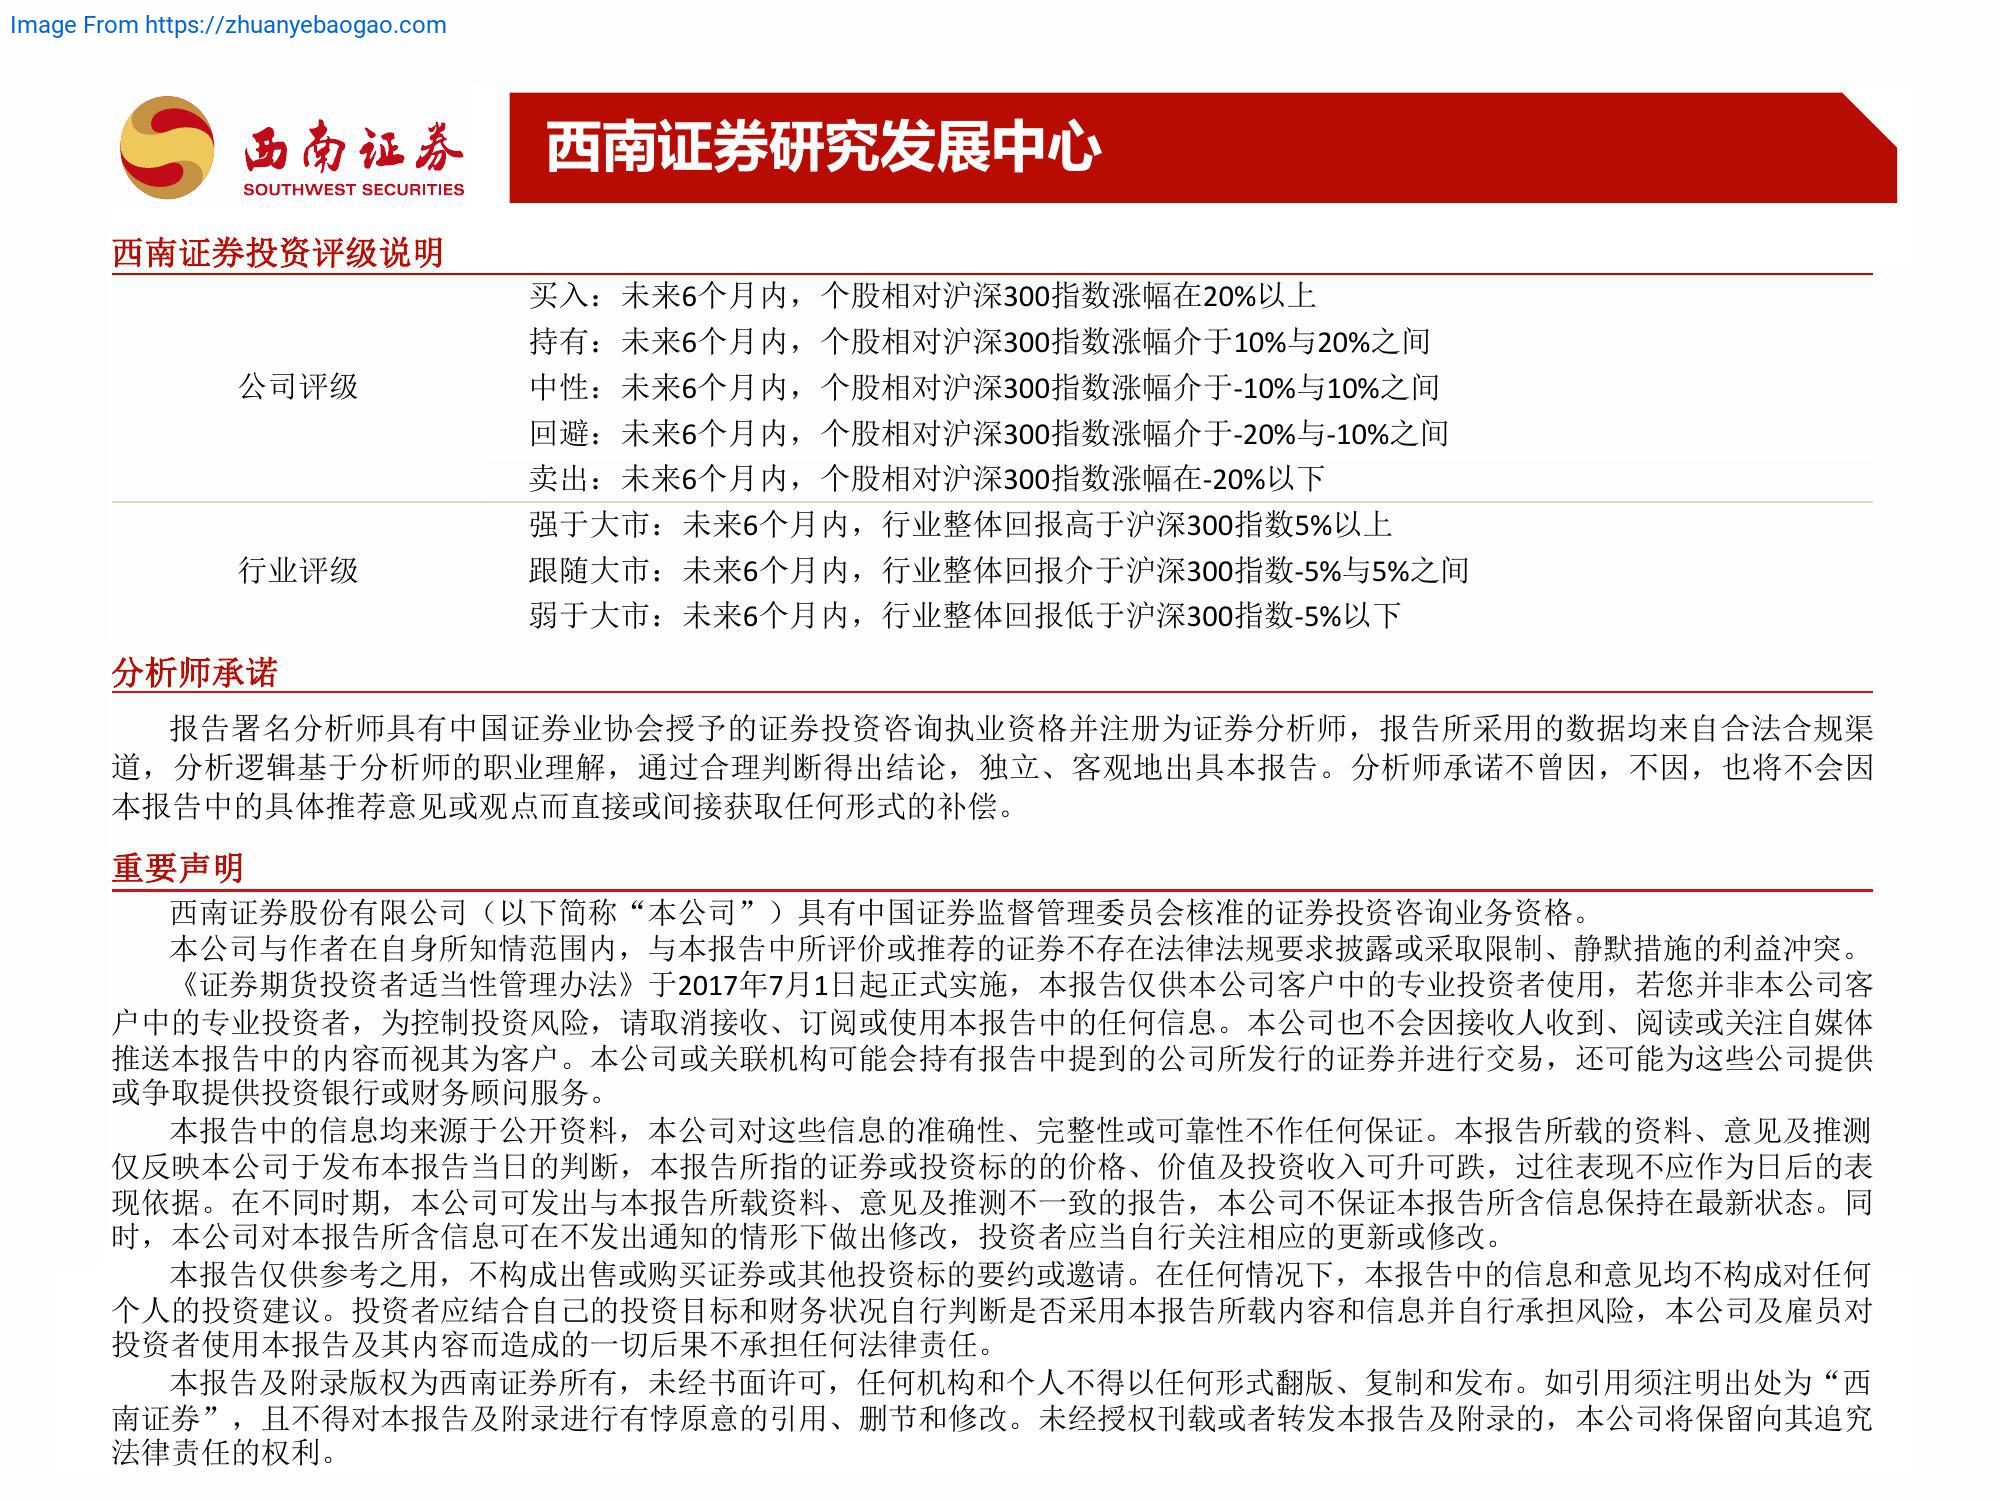 Image From https://zhuanyebaogao.com
西南证券
SOUTHWEST SECURITIES
西南证券研究发展中心
西南证券投资评级说明
公司评级
买入：未来6个月内，个股相对沪深300指数涨幅在20%以上
持有：未来6个月内，个股相对沪深300指数涨幅介于10%与20%之间
中性：未来6个月内，个股相对沪深300指数涨幅介于-10%与10%之间
回避：未来6个月内，个股相对沪深300指数涨幅介于-20%与-10%之间
卖出：未来6个月内，个股相对沪深300指数涨幅在-20%以下
行业评级
强于大市：未来6个月内，行业整体回报高于沪深300指数5%以上
跟随大市：未来6个月内，行业整体回报介于沪深300指数-5%与5%之间
弱于大市：未来6个月内，行业整体回报低于沪深300指数-5%以下
分析师承诺
报告署名分析师具有中国证券业协会授予的证券投资咨询执业资格并注册为证券分析师，报告所采用的数据均来自合法合规渠
道，分析逻辑基于分析师的职业理解，通过合理判断得出结论，独立、客观地出具本报告。分析师承诺不曾因，不因，也将不会因
本报告中的具体推荐意见或观点而直接或间接获取任何形式的补偿。
重要声明
西南证券股份有限公司（以下简称“本公司”）具有中国证券监督管理委员会核准的证券投资咨询业务资格。
本公司与作者在自身所知情范围内，与本报告中所评价或推荐的证券不存在法律法规要求披露或采取限制、静默措施的利益冲突。
《证券期货投资者适当性管理办法》于2017年7月1日起正式实施，本报告仅供本公司客户中的专业投资者使用，若您并非本公司客
户中的专业投资者，为控制投资风险，请取消接收、订阅或使用本报告中的任何信息。本公司也不会因接收人收到、阅读或关注自媒体
推送本报告中的内容而视其为客户。本公司或关联机构可能会持有报告中提到的公司所发行的证券并进行交易，还可能为这些公司提供
或争取提供投资银行或财务顾问服务。
本报告中的信息均来源于公开资料，本公司对这些信息的准确性、完整性或可靠性不作任何保证。本报告所载的资料、意见及推测
仅反映本公司于发布本报告当日的判断，本报告所指的证券或投资标的的价格、价值及投资收入可升可跌，过往表现不应作为日后的表
现依据。在不同时期，本公司可发出与本报告所载资料、意见及推测不一致的报告，本公司不保证本报告所含信息保持在最新状态。同
时，本公司对本报告所含信息可在不发出通知的情形下做出修改，投资者应当自行关注相应的更新或修改。
本报告仅供参考之用，不构成出售或购买证券或其他投资标的要约或邀请。在任何情况下，本报告中的信息和意见均不构成对任何
个人的投资建议。投资者应结合自己的投资目标和财务状况自行判断是否采用本报告所载内容和信息并自行承担风险，本公司及雇员对
投资者使用本报告及其内容而造成的一切后果不承担任何法律责任。
本报告及附录版权为西南证券所有，未经书面许可，任何机构和个人不得以任何形式翻版、复制和发布。如引用须注明出处为“西
南证券”，且不得对本报告及附录进行有悖原意的引用、删节和修改。未经授权刊载或者转发本报告及附录的，本公司将保留向其追究
法律责任的权利。